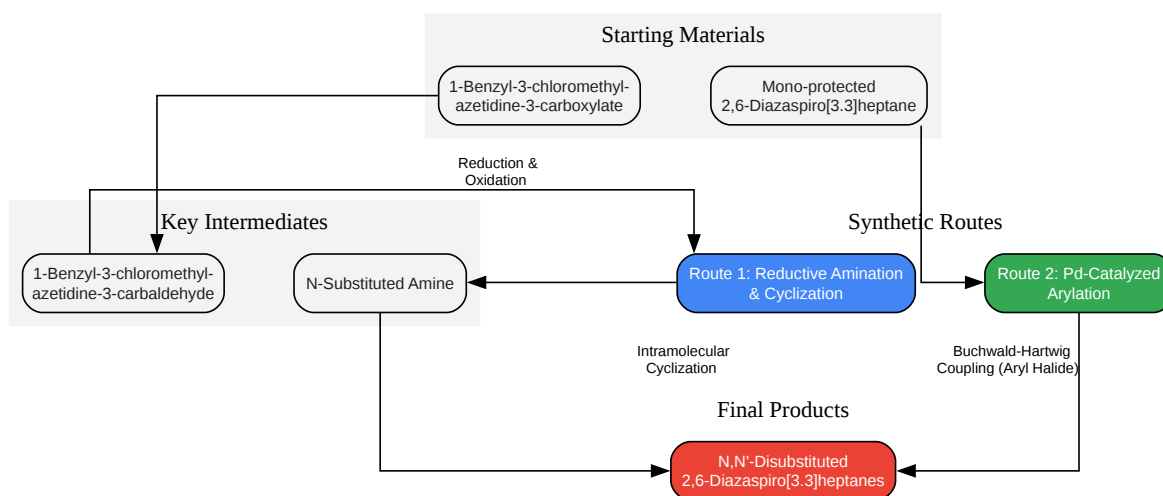 Starting Materials
1-Benzyl-3-chloromethyl-
azetidine-3-carboxylate
Mono-protected
2,6-Diazaspiro[3.3]heptane
Reduction &
Oxidation
Key Intermediates
Synthetic Routes
1-Benzyl-3-chloromethyl-
azetidine-3-carbaldehyde
N-Substituted Amine
Route 1: Reductive Amination
& Cyclization
Route 2: Pd-Catalyzed
Arylation
Intramolecular
Cyclization
Buchwald-Hartwig
Coupling (Aryl Halide)
Final Products
N,N'-Disubstituted
2,6-Diazaspiro[3.3]heptanes